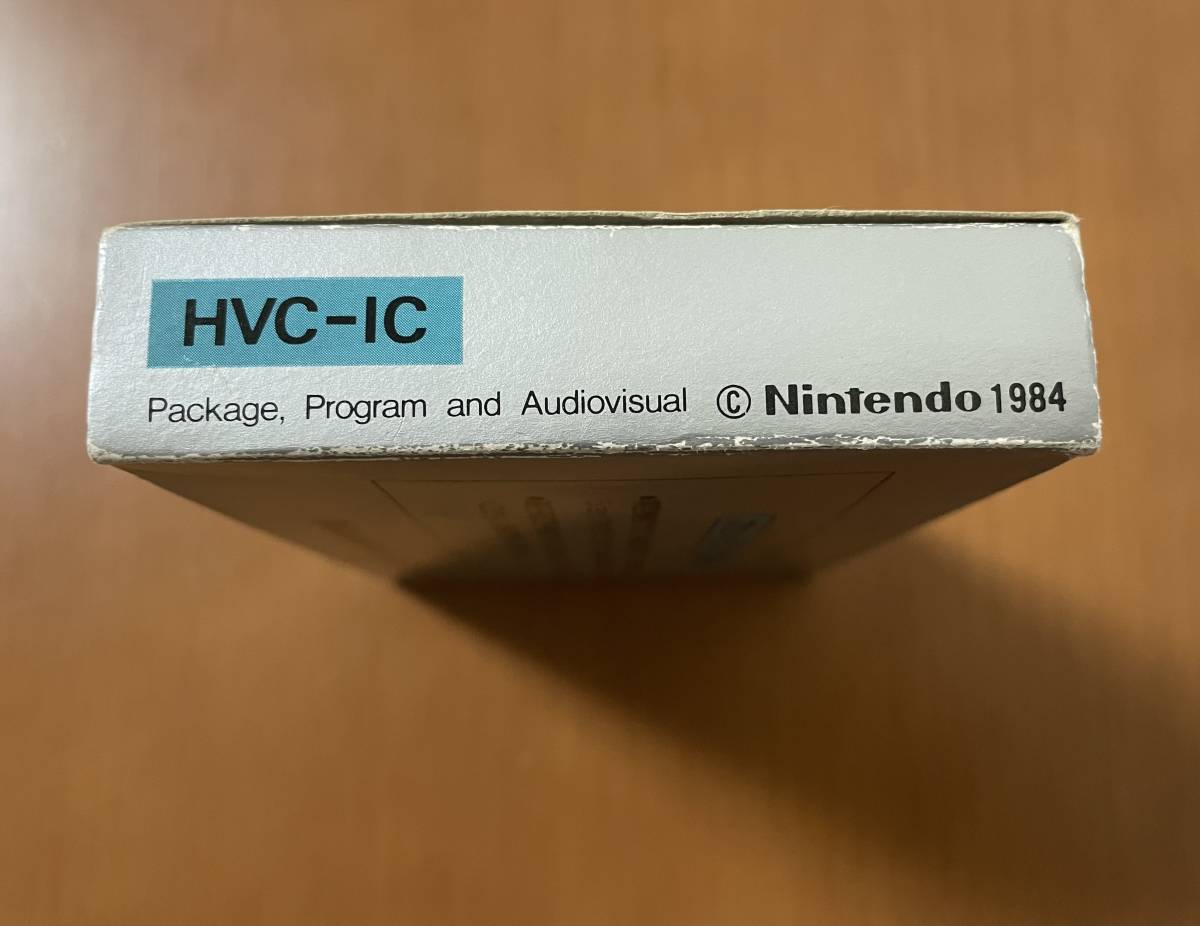 HVC-IC
Package, Program and Audiovisual © Nintendo 1984